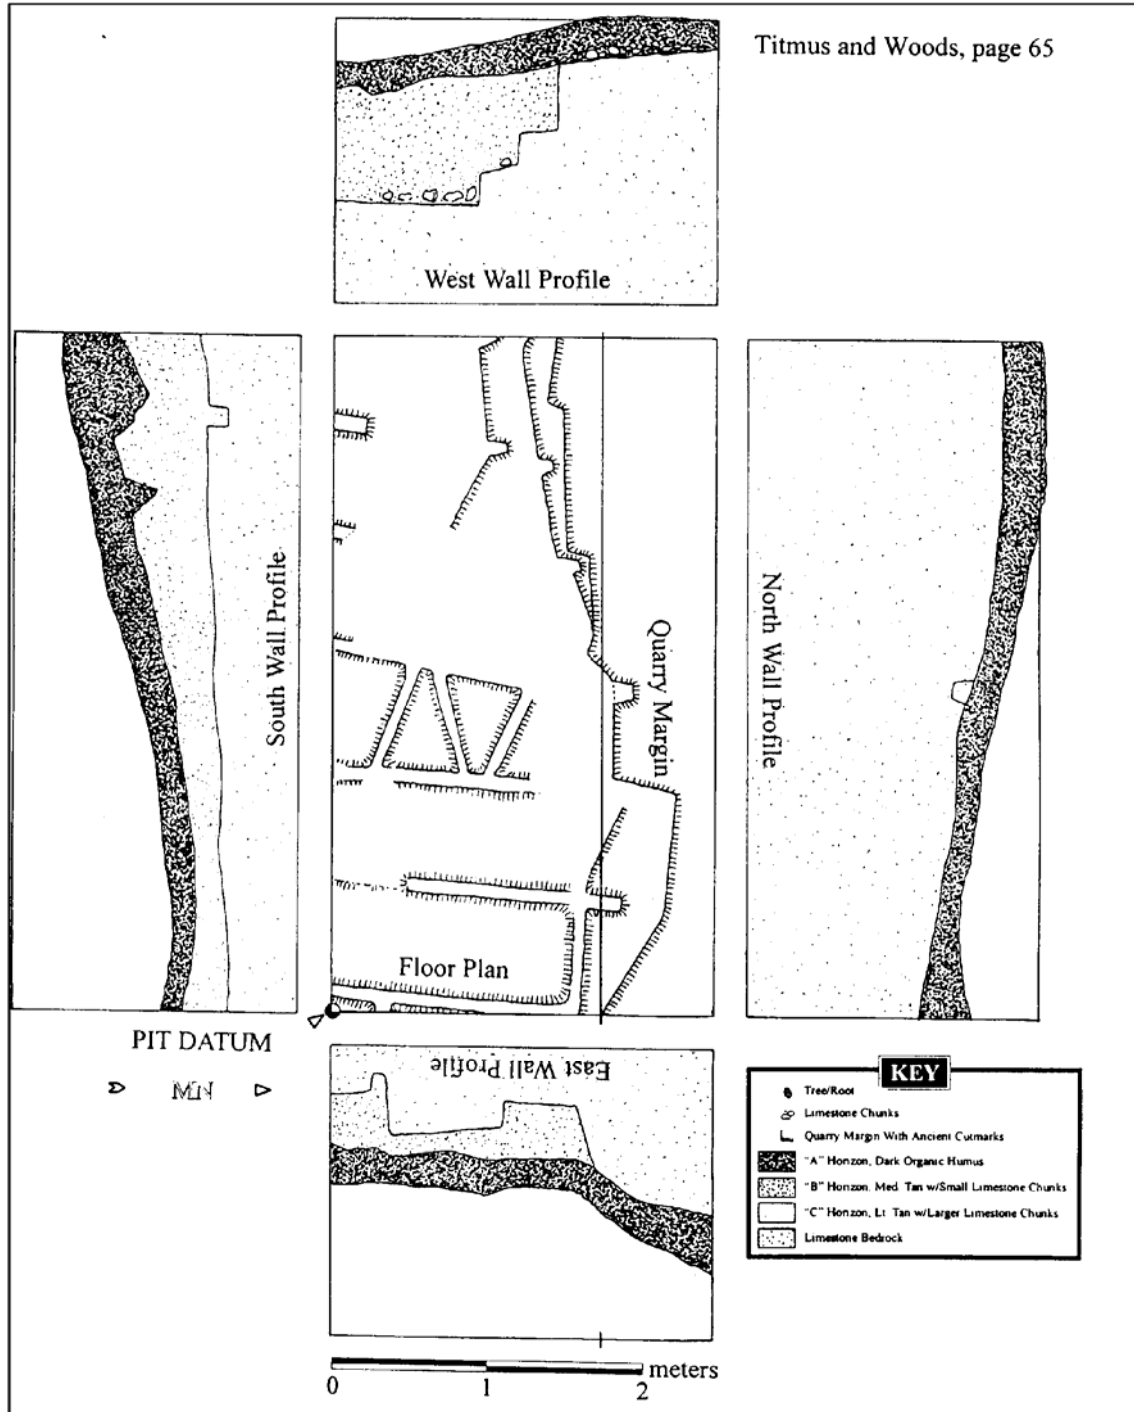 Titmus and Woods, page 65
West Wall Profile
South Wall Profile
Quarry Margin
North Wall Profile
Floor Plan
PIT DATUM
MN
East Wall Profile
KEY
Tree/Root
Limestone Chunks
Quarry Margin With Ancient Cutmarks
"A" Horizon, Dark Organic Humus
"B" Horizon, Med. Tan w/Small Limestone Chunks
"C" Horizon, Lt Tan w/Larger Limestone Chunks
Limestone Bedrock
0 1 2 meters